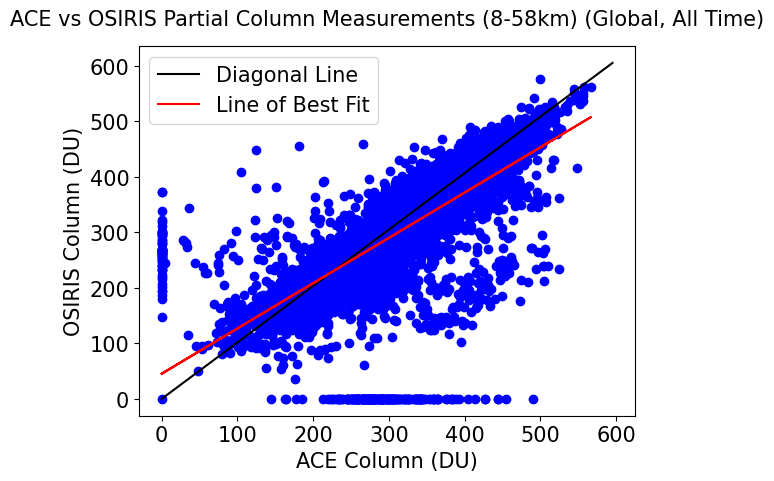 ACE vs OSIRIS Partial Column Measurements (8-58km) (Global, All Time)
Diagonal Line
Line of Best Fit
OSIRIS Column (DU)
600
500
400
300
200
100
0
0 100 200 300 400 500 600
ACE Column (DU)